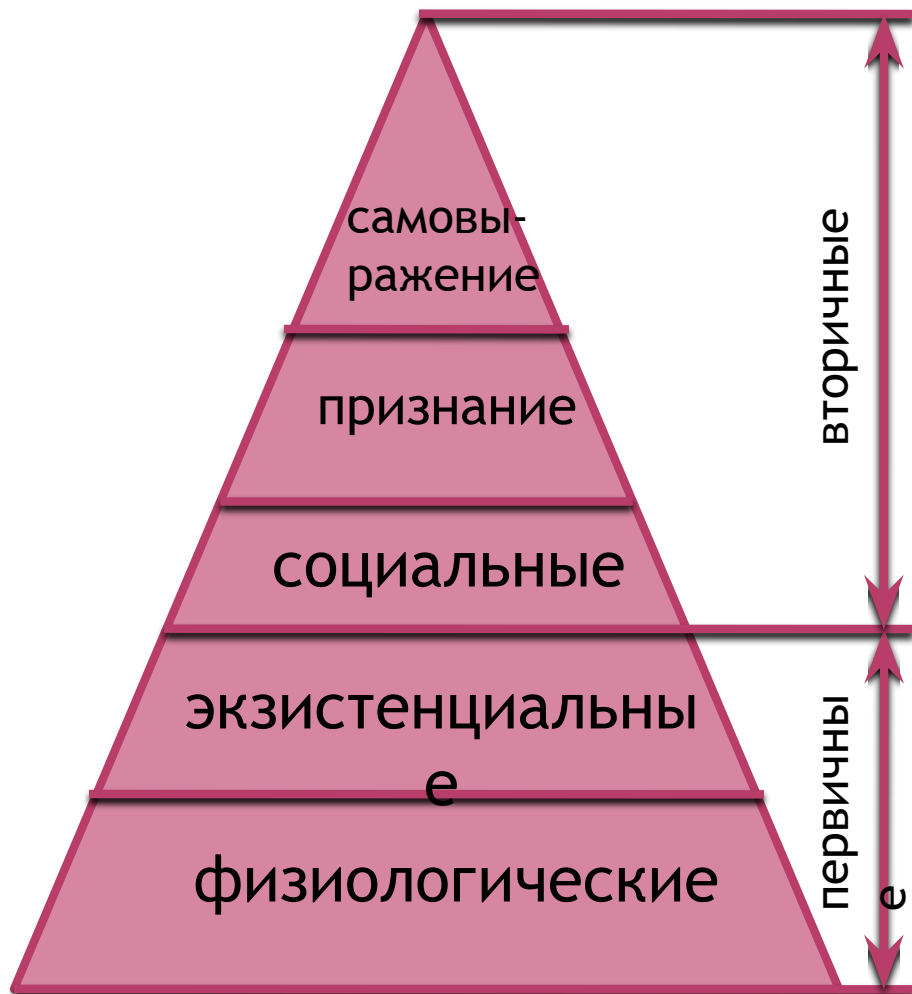 самовы-
ражение
признание
социальные
экзистенциальны
е
физиологические
вторичные
первичны
е